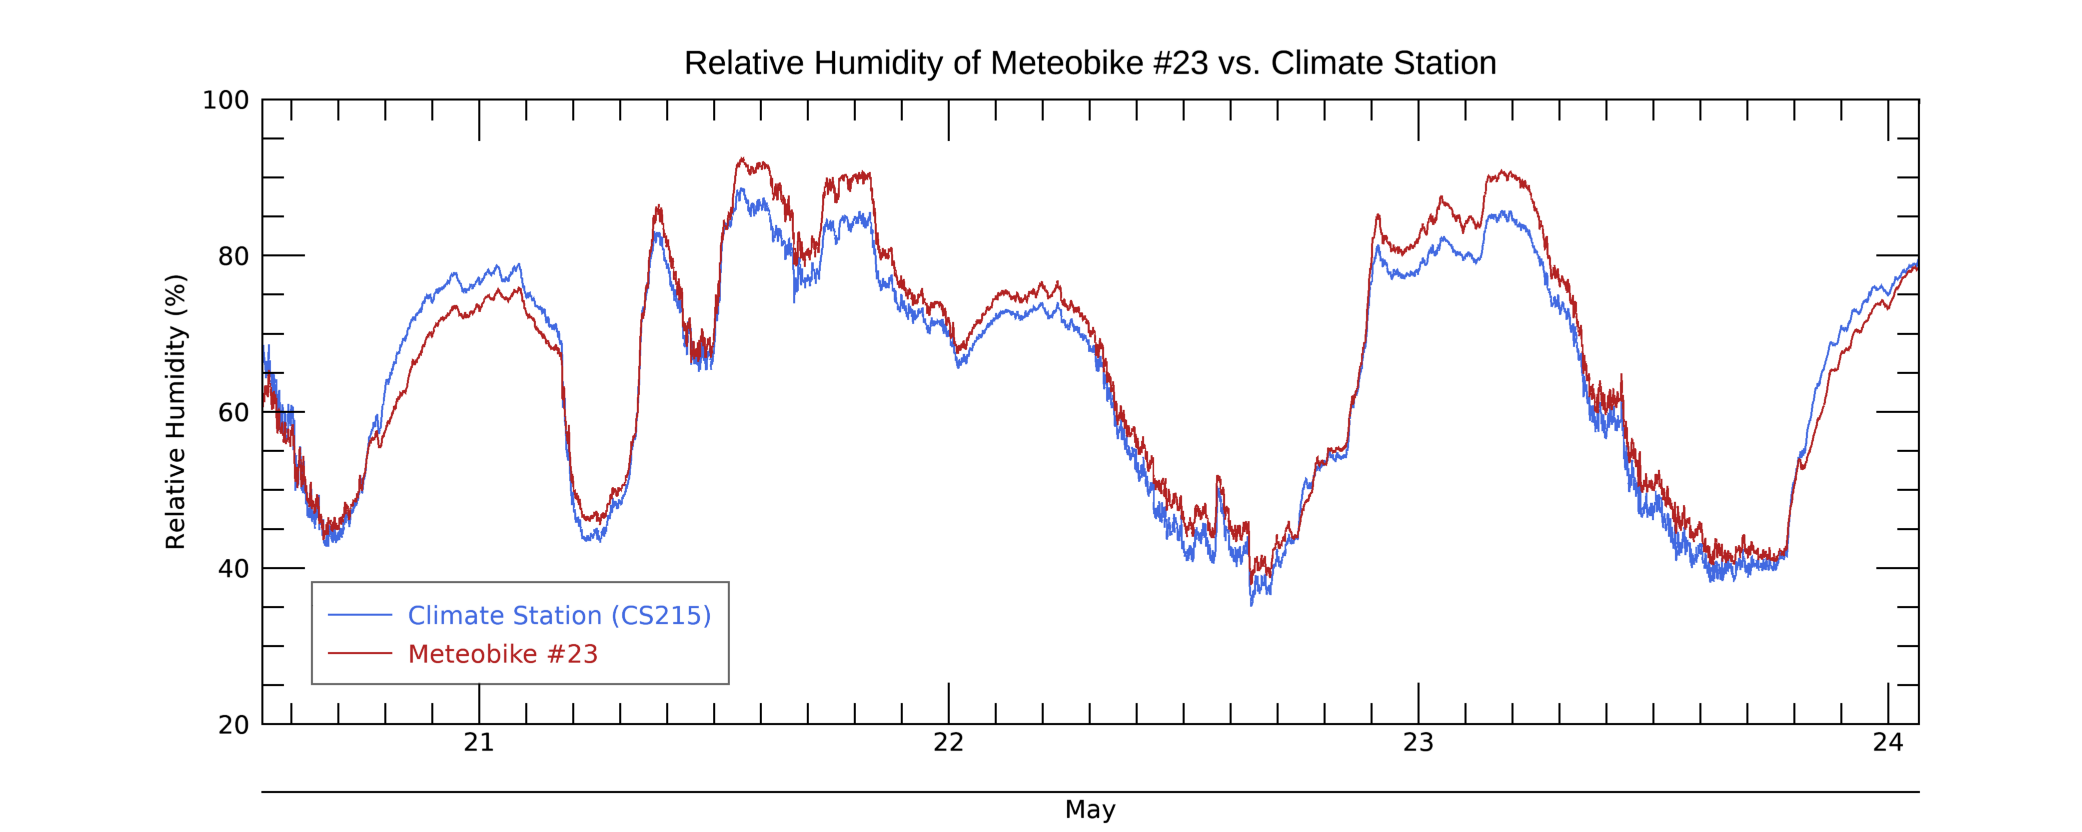 Relative Humidity of Meteobike #23 vs. Climate Station
100
80
60
40
20
Relative Humidity (%)
Climate Station (CS215)
Meteobike #23
21 22 23 24
May